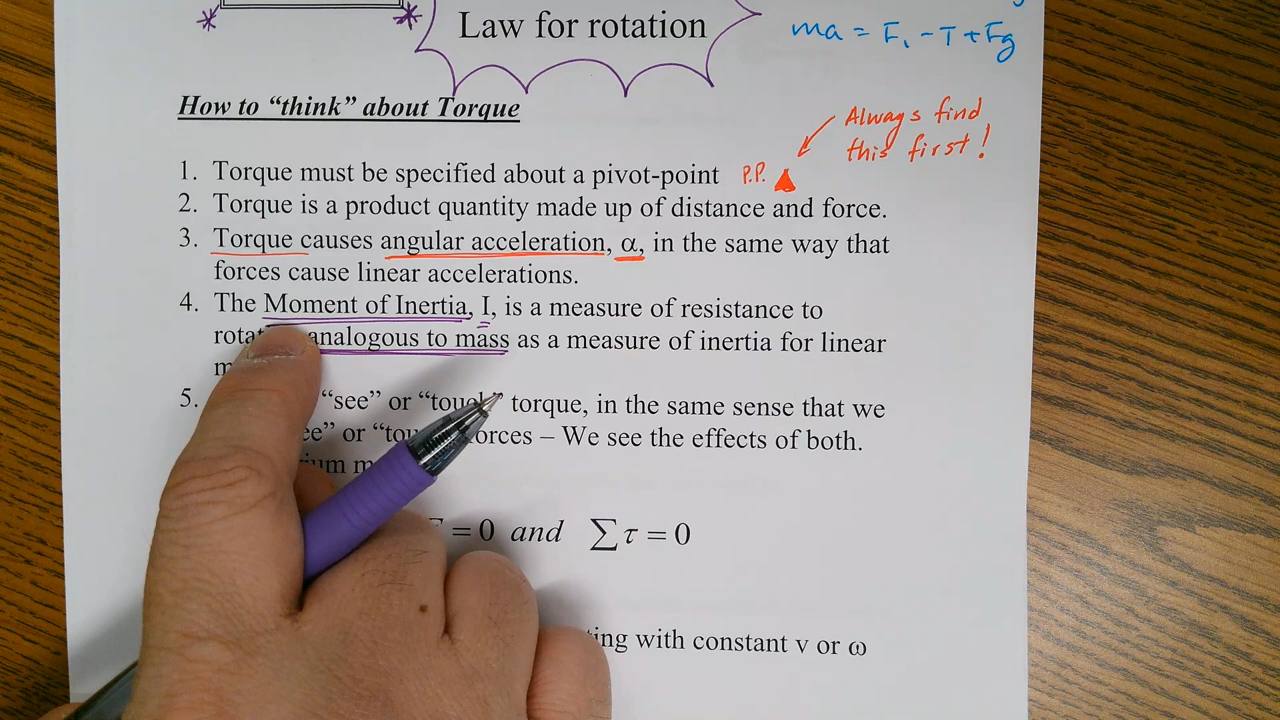 Law for rotation
ma = F₁ - T + Fg
How to “think” about Torque
Always find
this first!
1. Torque must be specified about a pivot-point P.P.
2. Torque is a product quantity made up of distance and force.
3. Torque causes angular acceleration, α, in the same way that
forces cause linear accelerations.
4. The Moment of Inertia, I, is a measure of resistance to
analogous to mass as a measure of inertia for linear
5. “see” or “touch” torque, in the same sense that we
or forces – We see the effects of both.
= 0 and ∑τ = 0
with constant v or ω